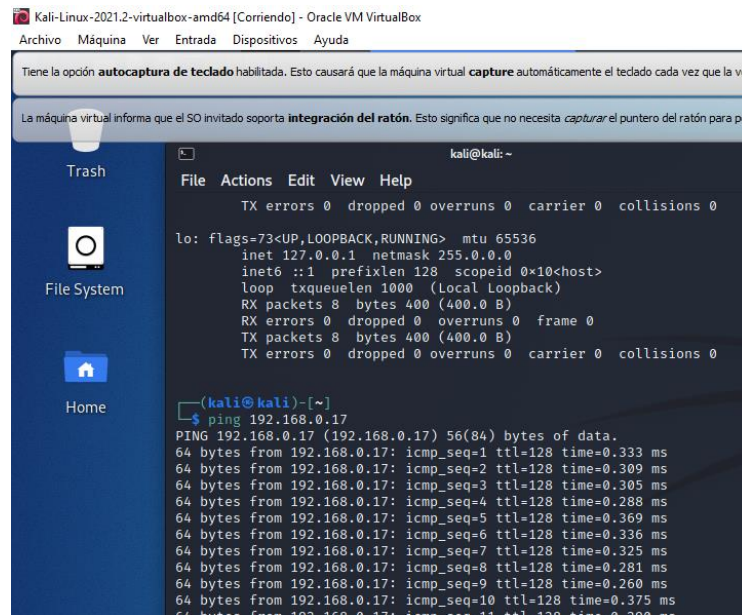 Kali-Linux-2021.2-virtualbox-amd64 [Corriendo] - Oracle VM VirtualBox
Archivo Máquina Ver Entrada Dispositivos Ayuda
Tiene la opción autocaptura de teclado habilitada. Esto causará que la máquina virtual capture automáticamente el teclado cada vez que la
La máquina virtual informa que el SO invitado soporta integración del ratón. Esto significa que no necesita capturar el puntero del ratón para
Trash
File System
Home
kali@kali: ~
File Actions Edit View Help
TX errors 0 dropped 0 overruns 0 carrier 0 collisions 0
lo: flags=73<UP,LOOPBACK,RUNNING> mtu 65536
inet 127.0.0.1 netmask 255.0.0.0
inet6 ::1 prefixlen 128 scopeid 0×10<host>
loop txqueuelen 1000 (Local Loopback)
RX packets 8 bytes 400 (400.0 B)
RX errors 0 dropped 0 overruns 0 frame 0
TX packets 8 bytes 400 (400.0 B)
TX errors 0 dropped 0 overruns 0 carrier 0 collisions 0
┌──(kali㉿kali)-[~]
└─$ ping 192.168.0.17
PING 192.168.0.17 (192.168.0.17) 56(84) bytes of data.
64 bytes from 192.168.0.17: icmp_seq=1 ttl=128 time=0.333 ms
64 bytes from 192.168.0.17: icmp_seq=2 ttl=128 time=0.309 ms
64 bytes from 192.168.0.17: icmp_seq=3 ttl=128 time=0.305 ms
64 bytes from 192.168.0.17: icmp_seq=4 ttl=128 time=0.288 ms
64 bytes from 192.168.0.17: icmp_seq=5 ttl=128 time=0.369 ms
64 bytes from 192.168.0.17: icmp_seq=6 ttl=128 time=0.336 ms
64 bytes from 192.168.0.17: icmp_seq=7 ttl=128 time=0.325 ms
64 bytes from 192.168.0.17: icmp_seq=8 ttl=128 time=0.281 ms
64 bytes from 192.168.0.17: icmp_seq=9 ttl=128 time=0.260 ms
64 bytes from 192.168.0.17: icmp_seq=10 ttl=128 time=0.375 ms